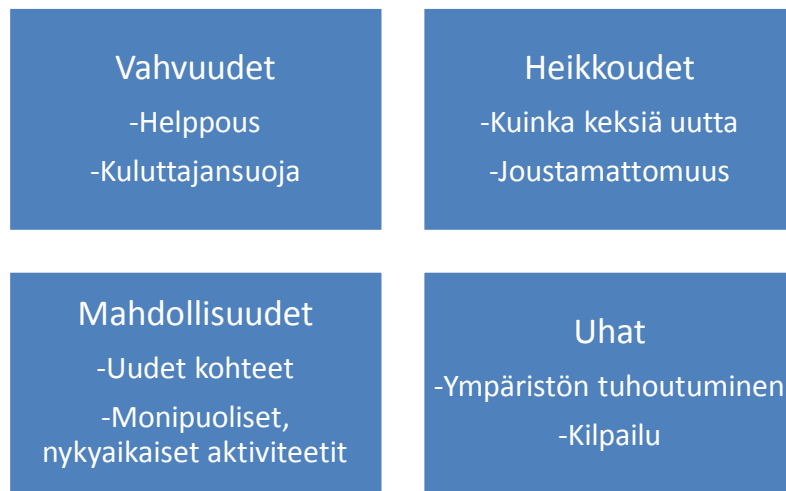 Vahvuudet
-Helppous
-Kuluttajansuoja
Heikkoudet
-Kuinka keksiä uutta
-Joustamattomuus
Mahdollisuudet
-Uudet kohteet
-Monipuoliset,
nykyaikaiset aktiviteetit
Uhat
-Ympäristön tuhoutuminen
-Kilpailu